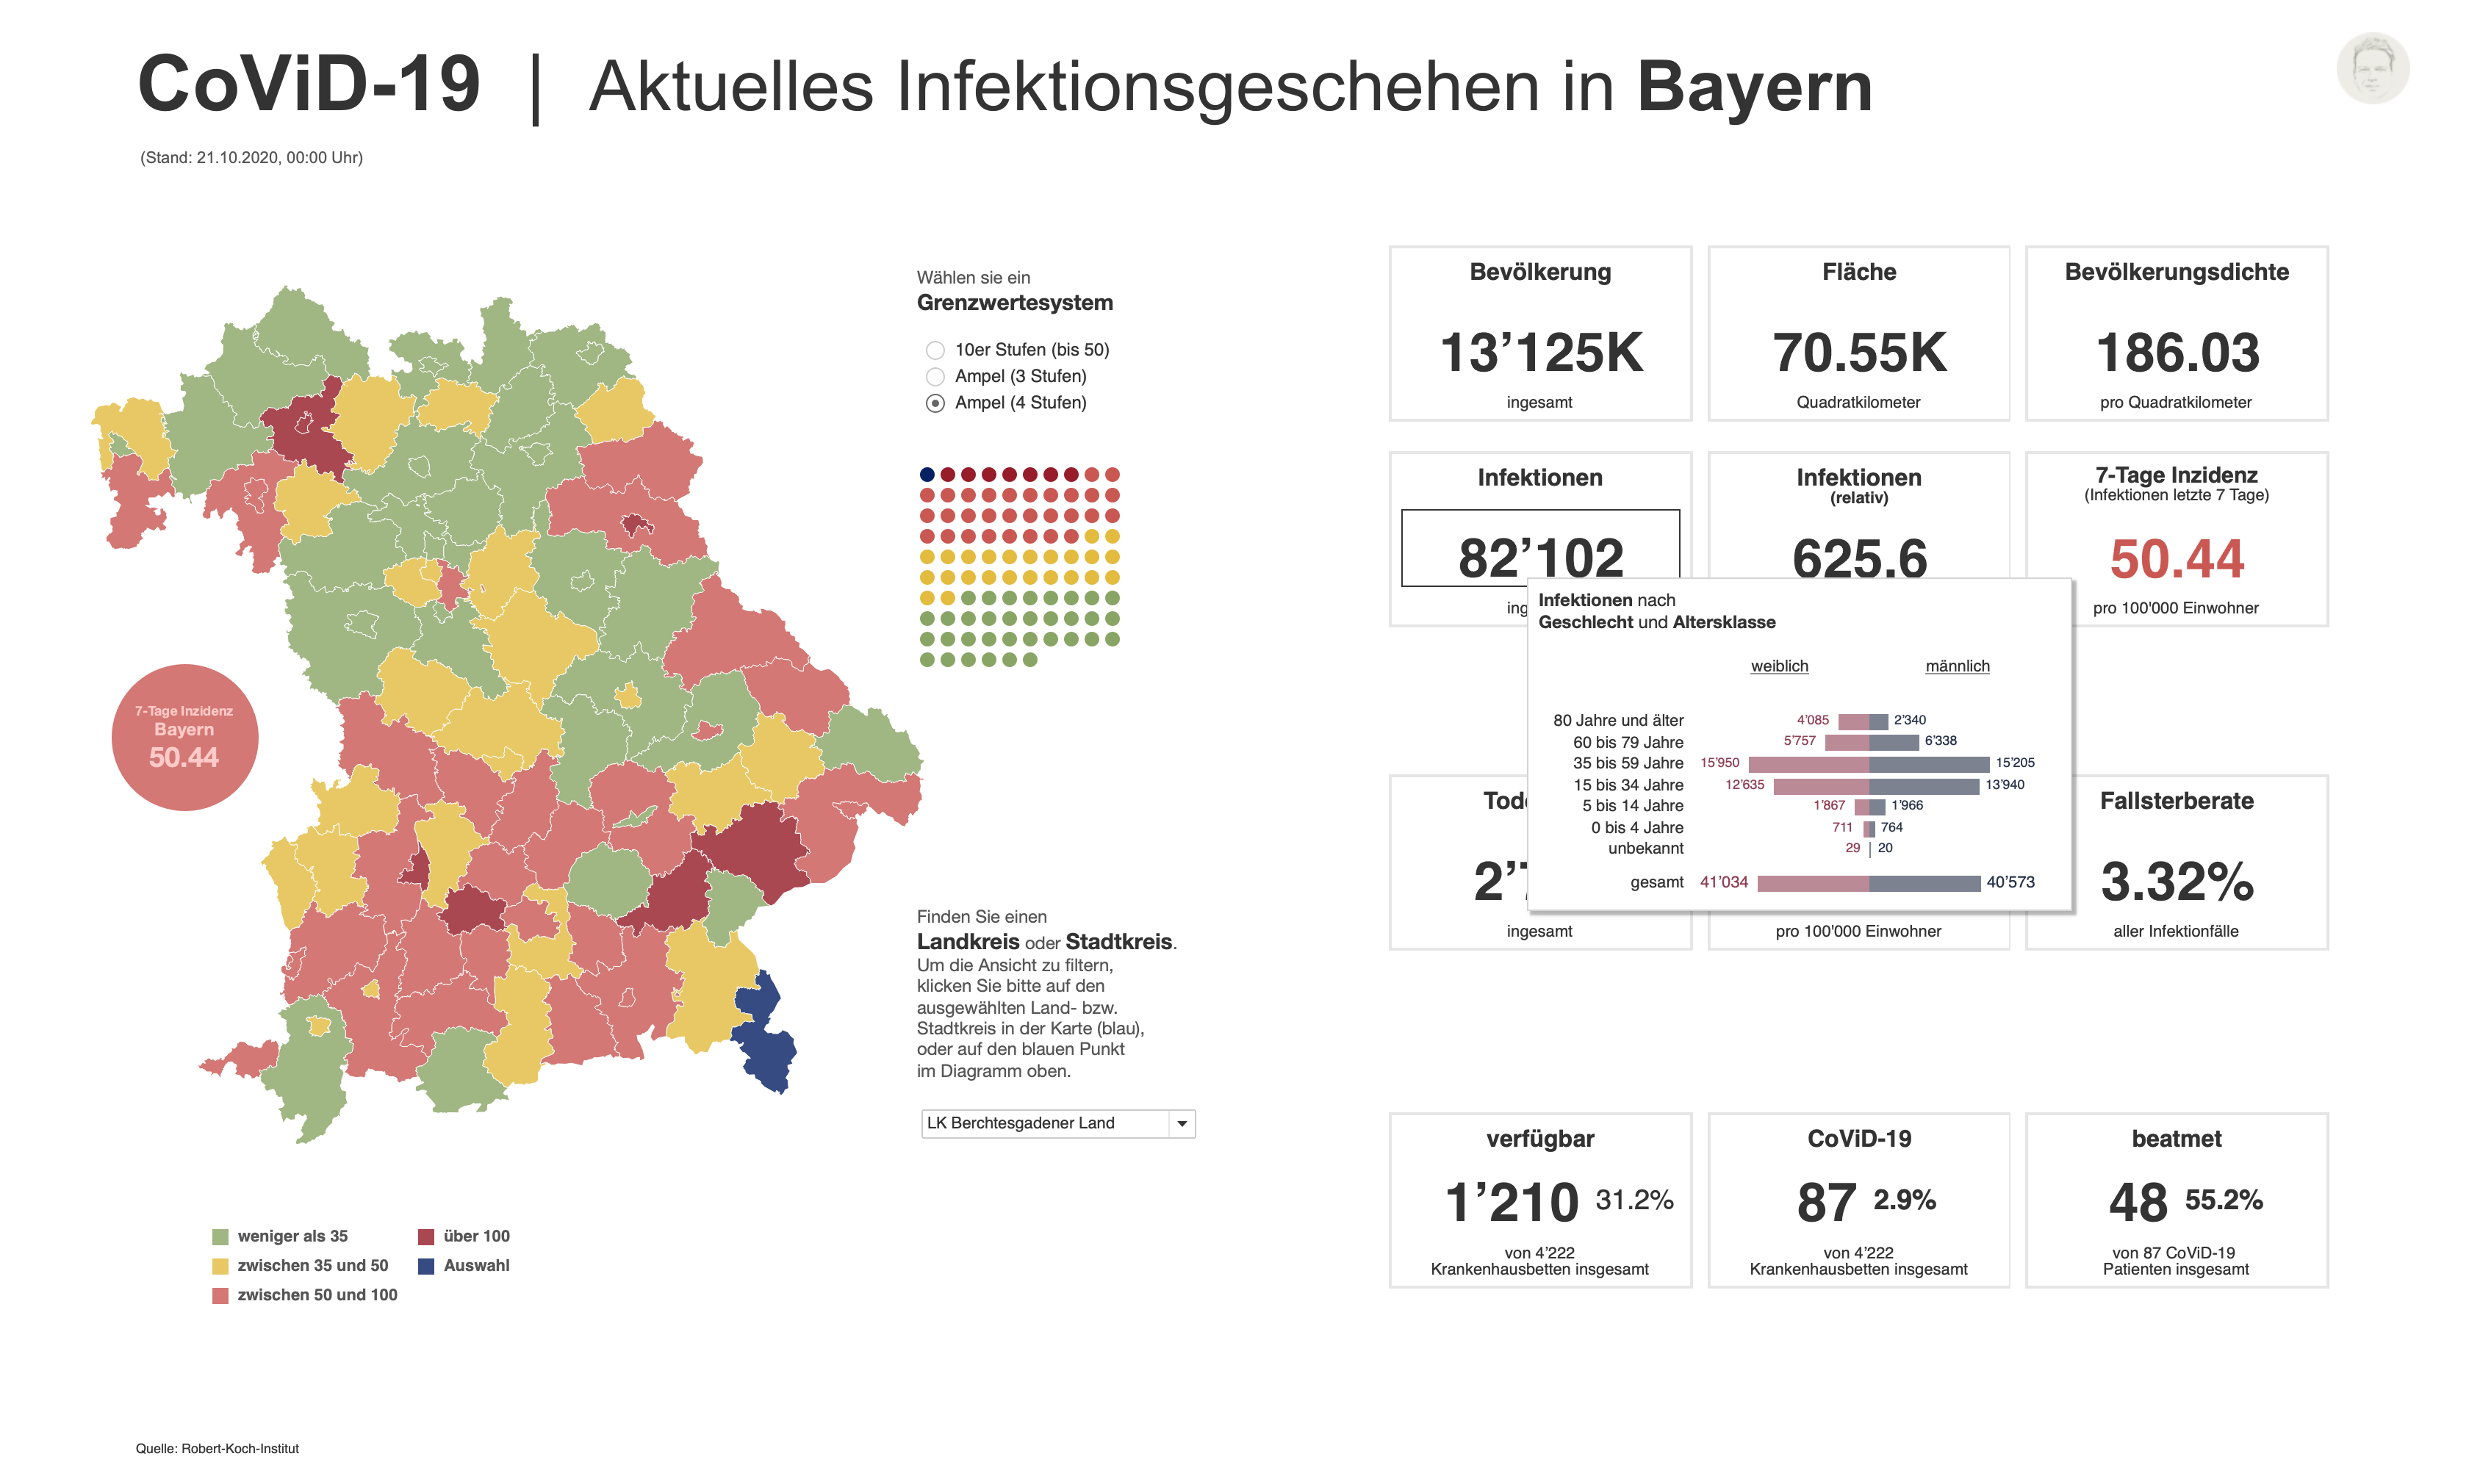 CoViD-19 | Aktuelles Infektionsgeschehen in Bayern
(Stand: 21.10.2020, 00:00 Uhr)
7-Tage Inzidenz
Bayern
50.44
weniger als 35
zwischen 35 und 50
zwischen 50 und 100
über 100
Auswahl
Wählen sie ein
Grenzwertesystem
10er Stufen (bis 50)
Ampel (3 Stufen)
Ampel (4 Stufen)
Finden Sie einen
Landkreis oder Stadtkreis.
Um die Ansicht zu filtern,
klicken Sie bitte auf den
ausgewählten Land- bzw.
Stadtkreis in der Karte (blau),
oder auf den blauen Punkt
im Diagramm oben.
LK Berchtesgadener Land
Bevölkerung
13’125K
ingesamt
Fläche
70.55K
Quadratkilometer
Bevölkerungsdichte
186.03
pro Quadratkilometer
Infektionen
82’102
Infektionen
(relativ)
625.6
7-Tage Inzidenz
(Infektionen letzte 7 Tage)
50.44
pro 100'000 Einwohner
Infektionen nach
Geschlecht und Altersklasse
weiblich männlich
80 Jahre und älter 4’085 2’340
60 bis 79 Jahre 5’757 6’338
35 bis 59 Jahre 15’950 15’205
15 bis 34 Jahre 12’635 13’940
5 bis 14 Jahre 1’867 1’966
0 bis 4 Jahre 711 764
unbekannt 29 20
gesamt 41’034 40’573
ingesamt
pro 100'000 Einwohner
Fallsterberate
3.32%
aller Infektionfälle
verfügbar
1’210 31.2%
von 4’222
Krankenhausbetten insgesamt
CoViD-19
87 2.9%
von 4’222
Krankenhausbetten insgesamt
beatmet
48 55.2%
von 87 CoViD-19
Patienten insgesamt
Quelle: Robert-Koch-Institut